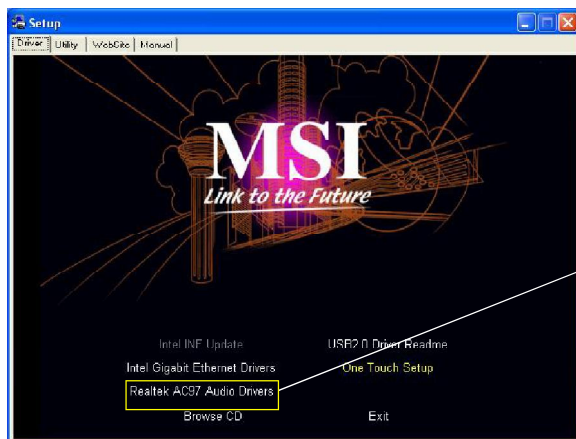 Setup
Driver Utility WebSite Manual
MSI
Link to the Future
Intel INF Update
USB2.0 Driver Readme
Intel Gigabit Ethernet Drivers
One Touch Setup
Realtek AC97 Audio Drivers
Browse CD
Exit